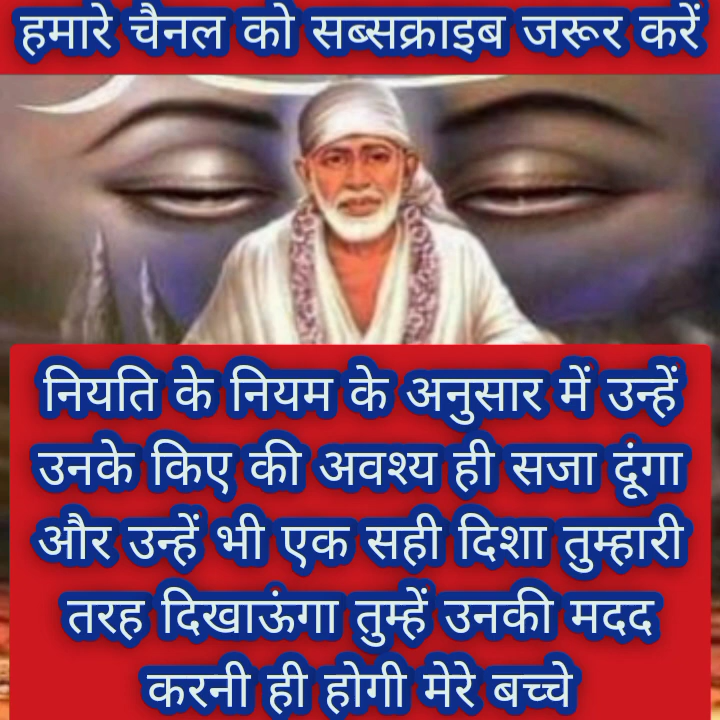 हमारे चैनल को सब्सक्राइब जरूर करें
नियति के नियम के अनुसार में उन्हें
उनके किए की अवश्य ही सजा दूंगा
और उन्हें भी एक सही दिशा तुम्हारी
तरह दिखाऊंगा तुम्हें उनकी मदद
करनी ही होगी मेरे बच्चे